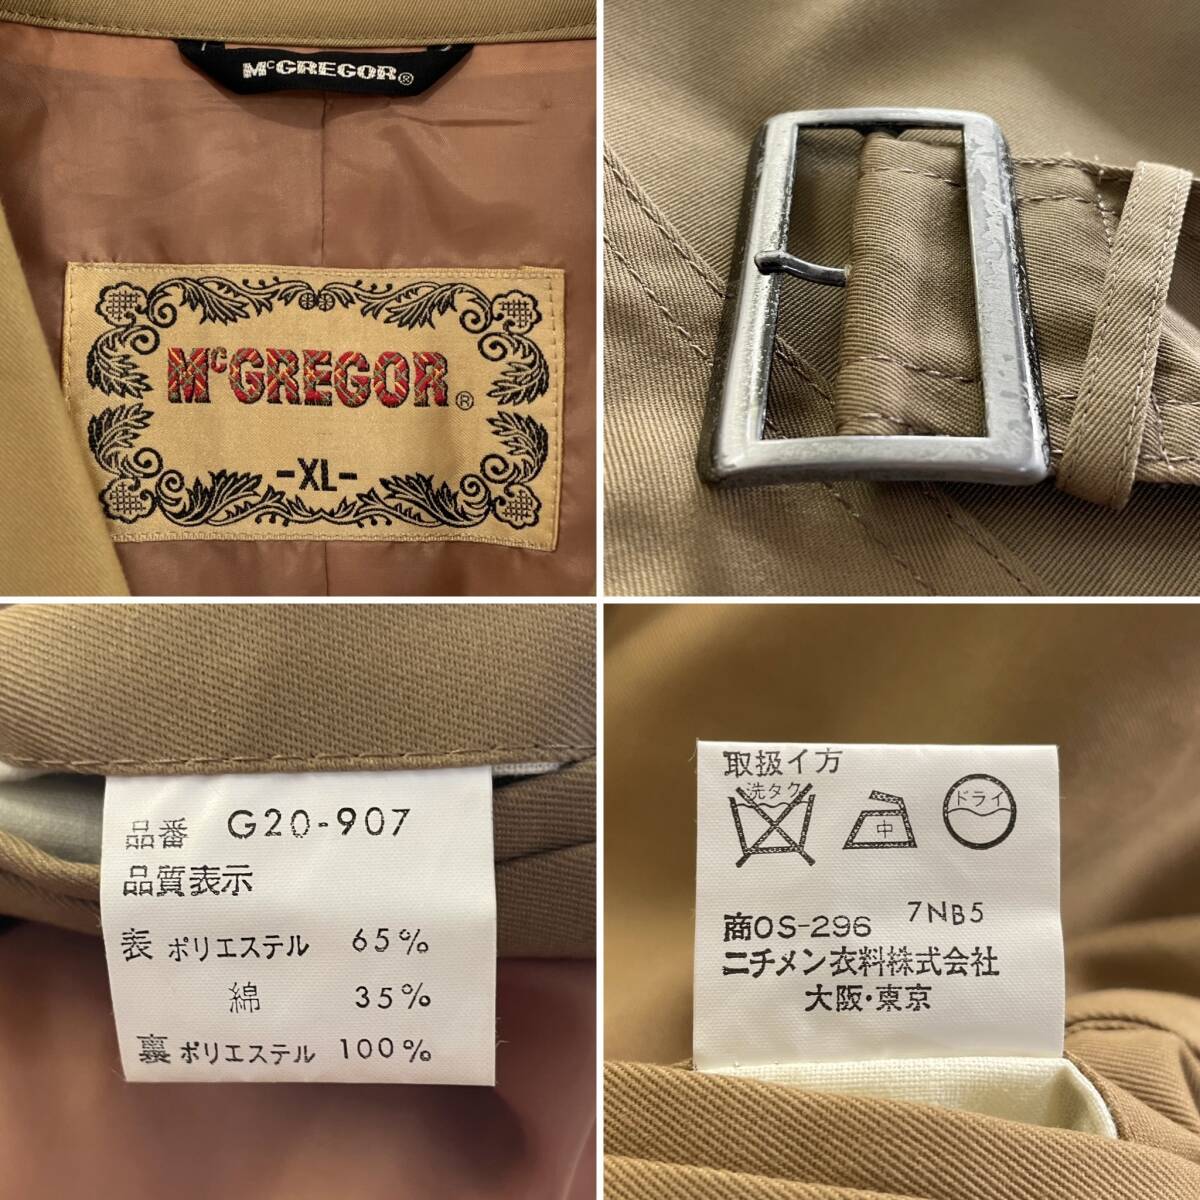 McGREGOR®
McGREGOR®
-XL-
品番 G20-907
品質表示
表 ポリエステル 65%
綿 35%
裏 ポリエステル 100%
取扱イ方
洗タク
中
ドライ
商OS-296 7NB5
ニチメン衣料株式会社
大阪・東京